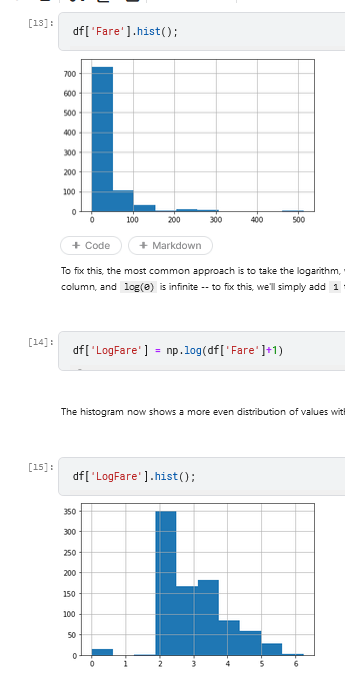 [13]:
df['Fare'].hist();
700
600
500
400
300
200
100
0
0 100 200 300 400 500
+ Code + Markdown
To fix this, the most common approach is to take the logarithm,
column, and log(0) is infinite -- to fix this, we'll simply add 1
[14]:
df['LogFare'] = np.log(df['Fare']+1)
The histogram now shows a more even distribution of values
[15]:
df['LogFare'].hist();
350
300
250
200
150
100
50
0
0 1 2 3 4 5 6